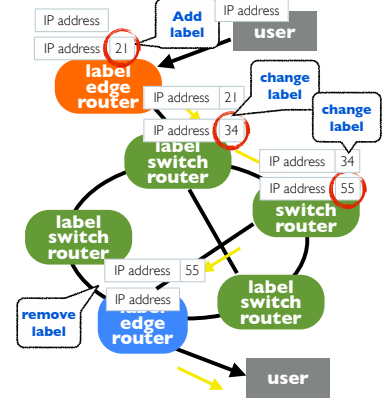 IP address
user
IP address
Add
label
IP address 21
label
edge
router
change
label
IP address 21
IP address 34
change
label
label
switch
router
IP address 34
IP address 55
switch
router
label
switch
router
IP address 55
IP address
label
switch
router
remove
label
label
edge
router
user